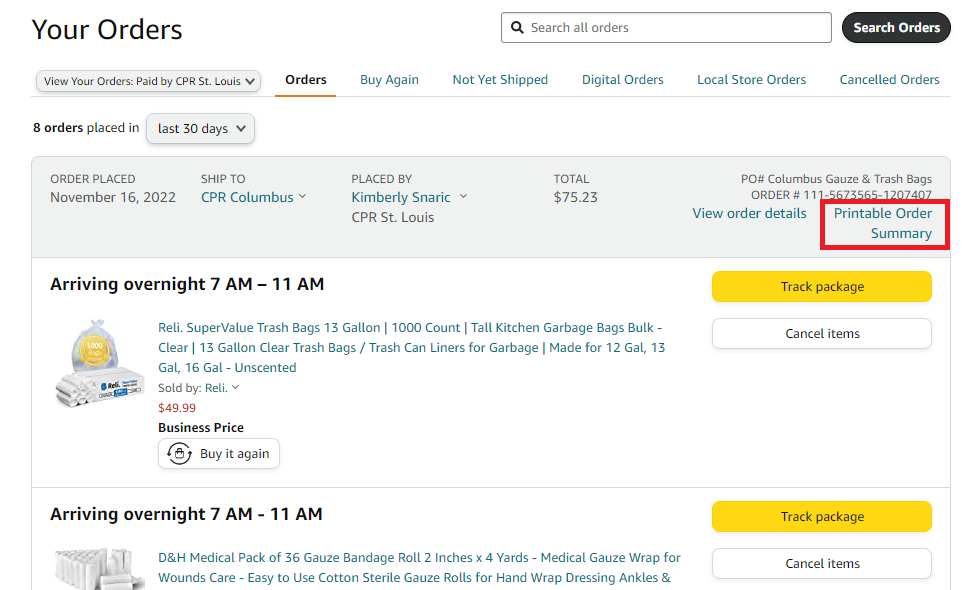 Your Orders
Search all orders
Search Orders
View Your Orders: Paid by CPR St. Louis
Orders
Buy Again
Not Yet Shipped
Digital Orders
Local Store Orders
Cancelled Orders
8 orders placed in
last 30 days
ORDER PLACED
November 16, 2022
SHIP TO
CPR Columbus
PLACED BY
Kimberly Snaric
CPR St. Louis
TOTAL
$75.23
PO# Columbus Gauze & Trash Bags
ORDER # 111-5673565-1207407
View order details
Printable Order
Summary
Arriving overnight 7 AM – 11 AM
Track package
Cancel items
1000
Bags
Reli.
Reli. SuperValue Trash Bags 13 Gallon | 1000 Count | Tall Kitchen Garbage Bags Bulk -
Clear | 13 Gallon Clear Trash Bags / Trash Can Liners for Garbage | Made for 12 Gal, 13
Gal, 16 Gal - Unscented
Sold by: Reli.
$49.99
Business Price
Buy it again
Arriving overnight 7 AM - 11 AM
Track package
Cancel items
D&H Medical Pack of 36 Gauze Bandage Roll 2 Inches x 4 Yards - Medical Gauze Wrap for
Wounds Care - Easy to Use Cotton Sterile Gauze Rolls for Hand Wrap Dressing Ankles &